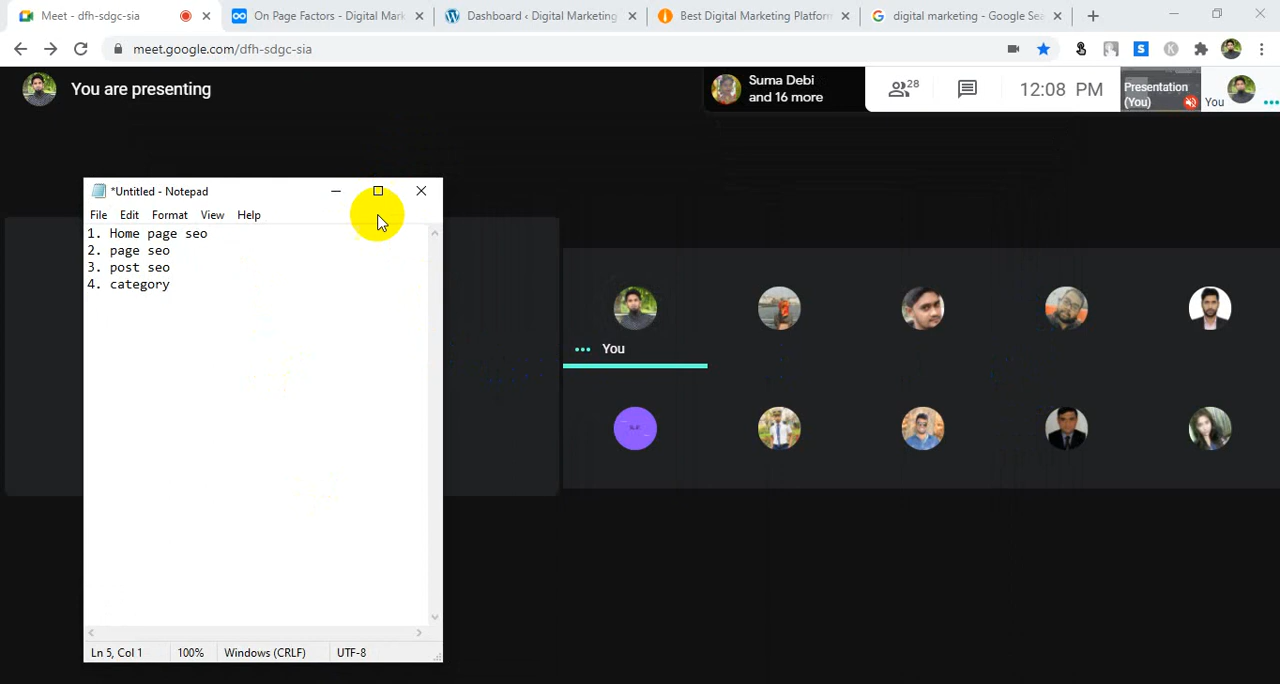 Meet - dfh-sdgc-sia
On Page Factors - Digital Mark
Dashboard ‹ Digital Marketing
Best Digital Marketing Platform
digital marketing - Google Sea
meet.google.com/dfh-sdgc-sia
You are presenting
Suma Debi
and 16 more
28
12:08 PM
Presentation
(You)
You
*Untitled - Notepad
File Edit Format View Help
1. Home page seo
2. page seo
3. post seo
4. category
You
Ln 5, Col 1
100%
Windows (CRLF)
UTF-8